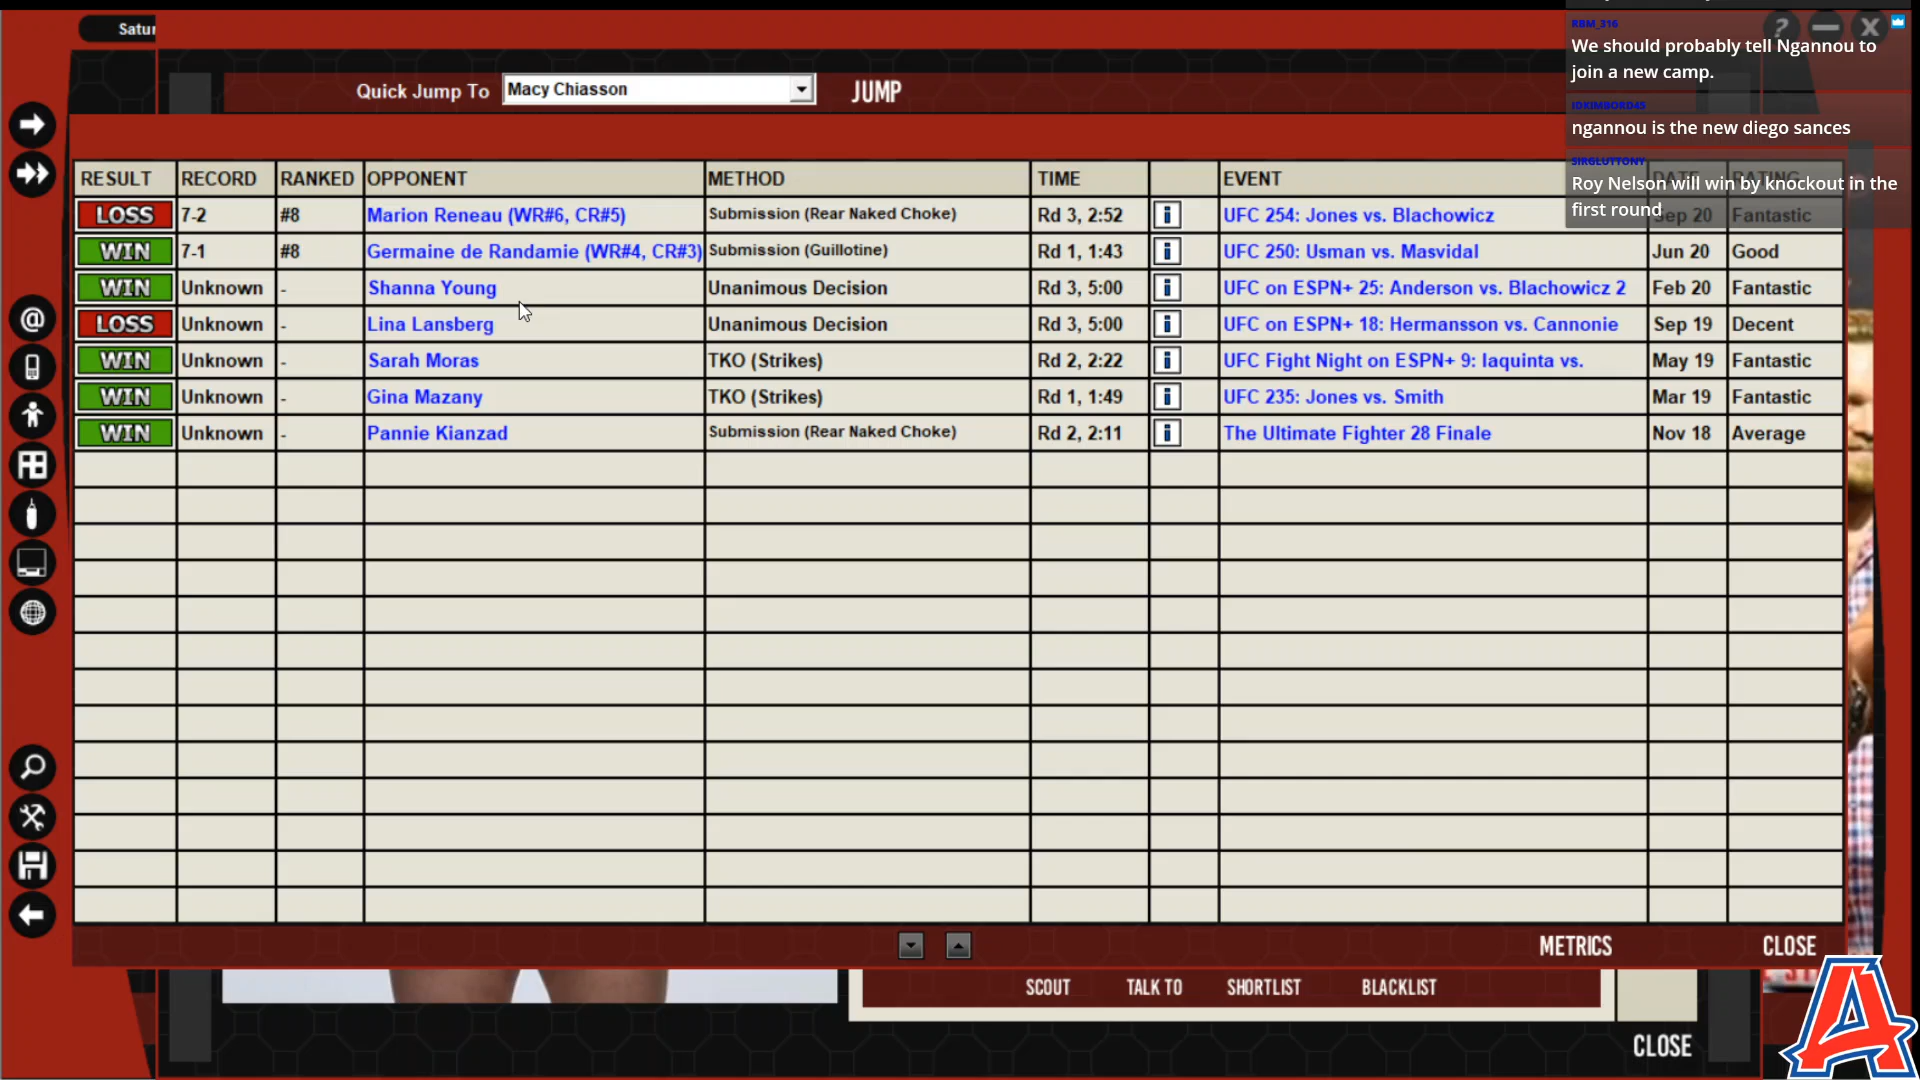 Satur
Quick Jump To Macy Chiasson JUMP
RBM_316
We should probably tell Ngannou to
join a new camp.
IDKIMBORD45
ngannou is the new diego sances
SIRGLUTTONY
Roy Nelson will win by knockout in the
first round
RESULT RECORD RANKED OPPONENT METHOD TIME EVENT DATE RATING
LOSS 7-2 #8 Marion Reneau (WR#6, CR#5) Submission (Rear Naked Choke) Rd 3, 2:52 i UFC 254: Jones vs. Blachowicz Sep 20 Fantastic
WIN 7-1 #8 Germaine de Randamie (WR#4, CR#3) Submission (Guillotine) Rd 1, 1:43 i UFC 250: Usman vs. Masvidal Jun 20 Good
WIN Unknown - Shanna Young Unanimous Decision Rd 3, 5:00 i UFC on ESPN+ 25: Anderson vs. Blachowicz 2 Feb 20 Fantastic
LOSS Unknown - Lina Lansberg Unanimous Decision Rd 3, 5:00 i UFC on ESPN+ 18: Hermansson vs. Cannonie Sep 19 Decent
WIN Unknown - Sarah Moras TKO (Strikes) Rd 2, 2:22 i UFC Fight Night on ESPN+ 9: Iaquinta vs. May 19 Fantastic
WIN Unknown - Gina Mazany TKO (Strikes) Rd 1, 1:49 i UFC 235: Jones vs. Smith Mar 19 Fantastic
WIN Unknown - Pannie Kianzad Submission (Rear Naked Choke) Rd 2, 2:11 i The Ultimate Fighter 28 Finale Nov 18 Average
METRICS CLOSE
SCOUT TALK TO SHORTLIST BLACKLIST
CLOSE
A